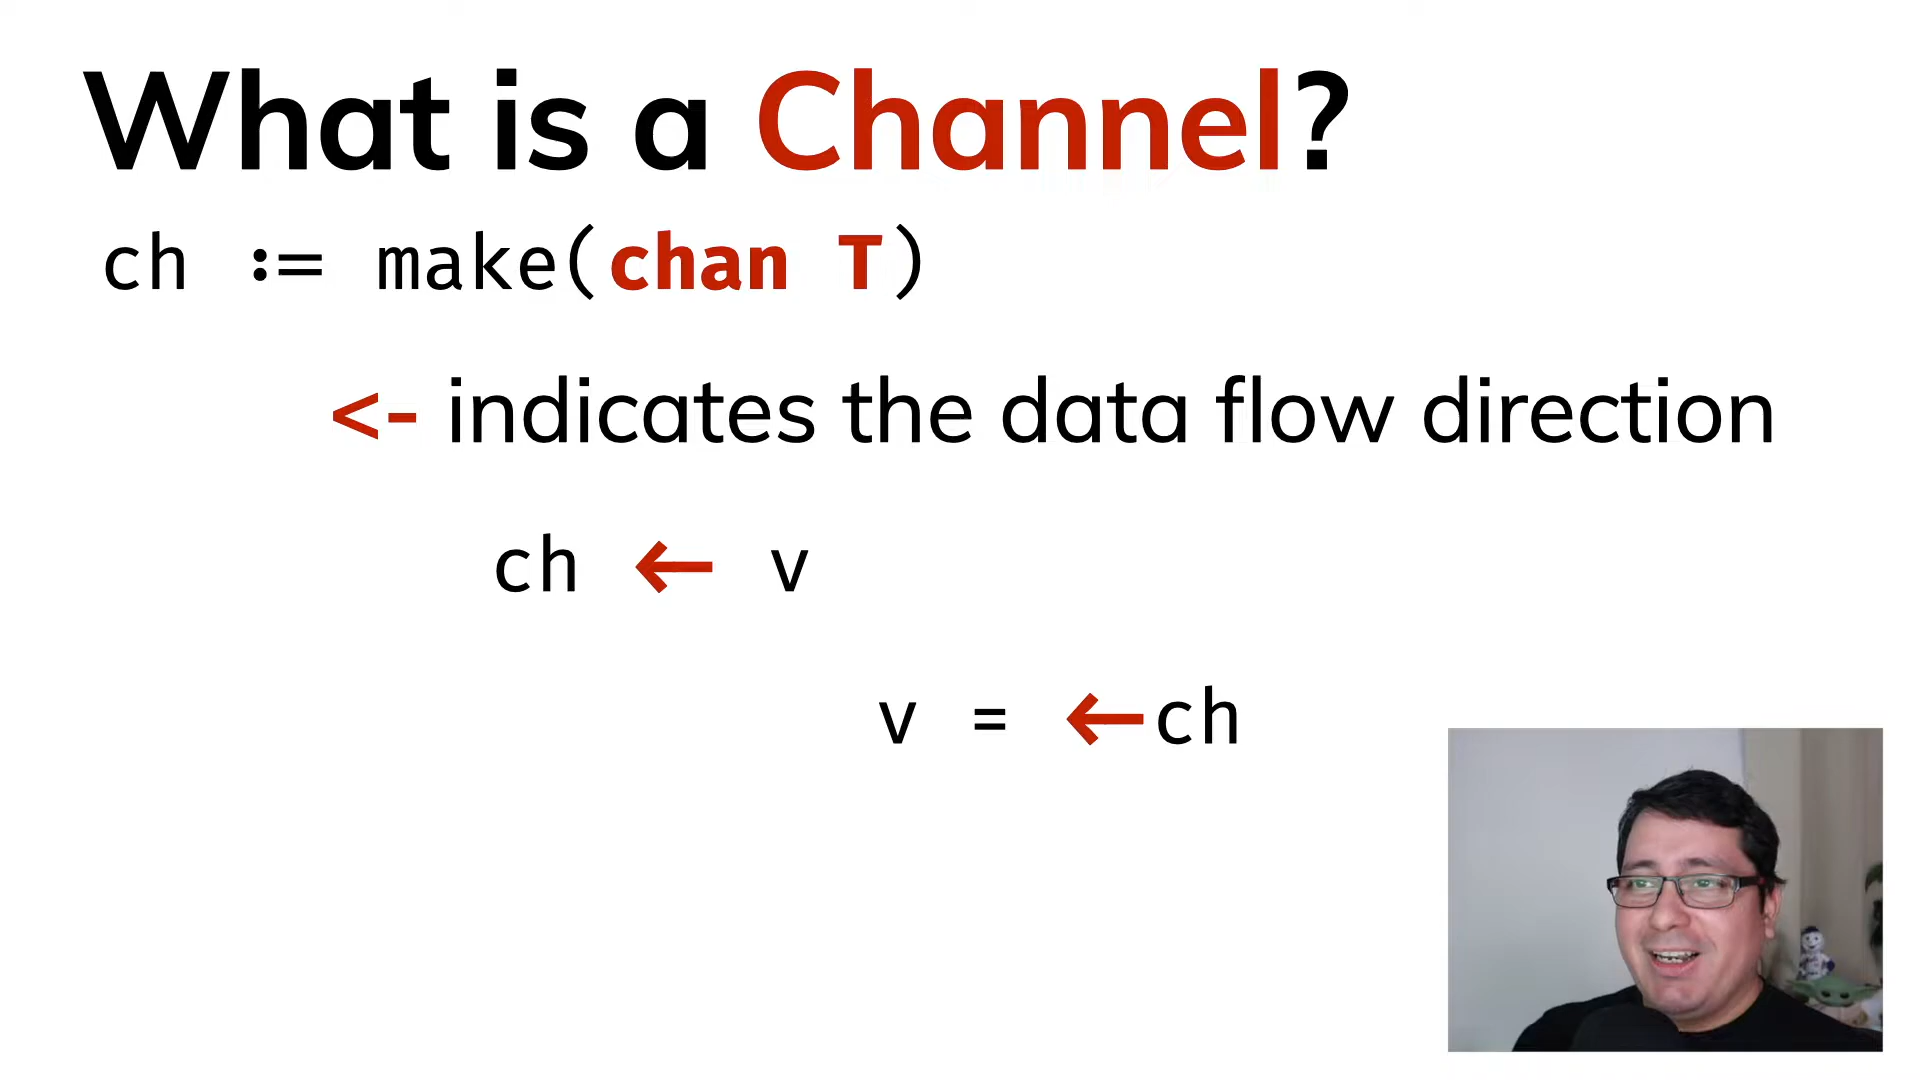 What is a Channel?
ch := make(chan T)
<- indicates the data flow direction
ch <- v
v = <-ch